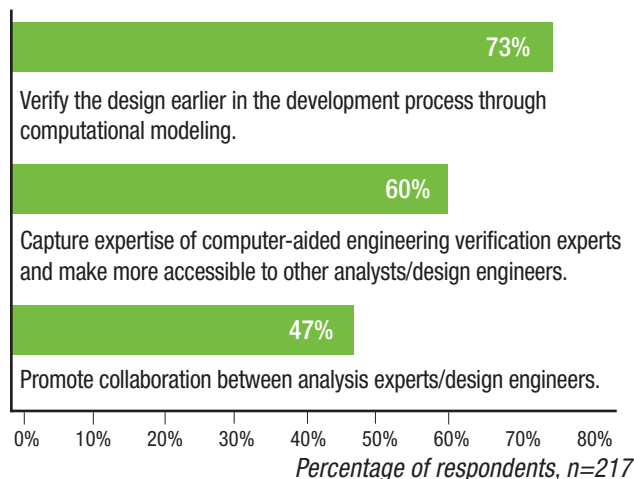 73%
Verify the design earlier in the development process through
computational modeling.
60%
Capture expertise of computer-aided engineering verification experts
and make more accessible to other analysts/design engineers.
47%
Promote collaboration between analysis experts/design engineers.
0% 10% 20% 30% 40% 50% 60% 70% 80%
Percentage of respondents, n=217